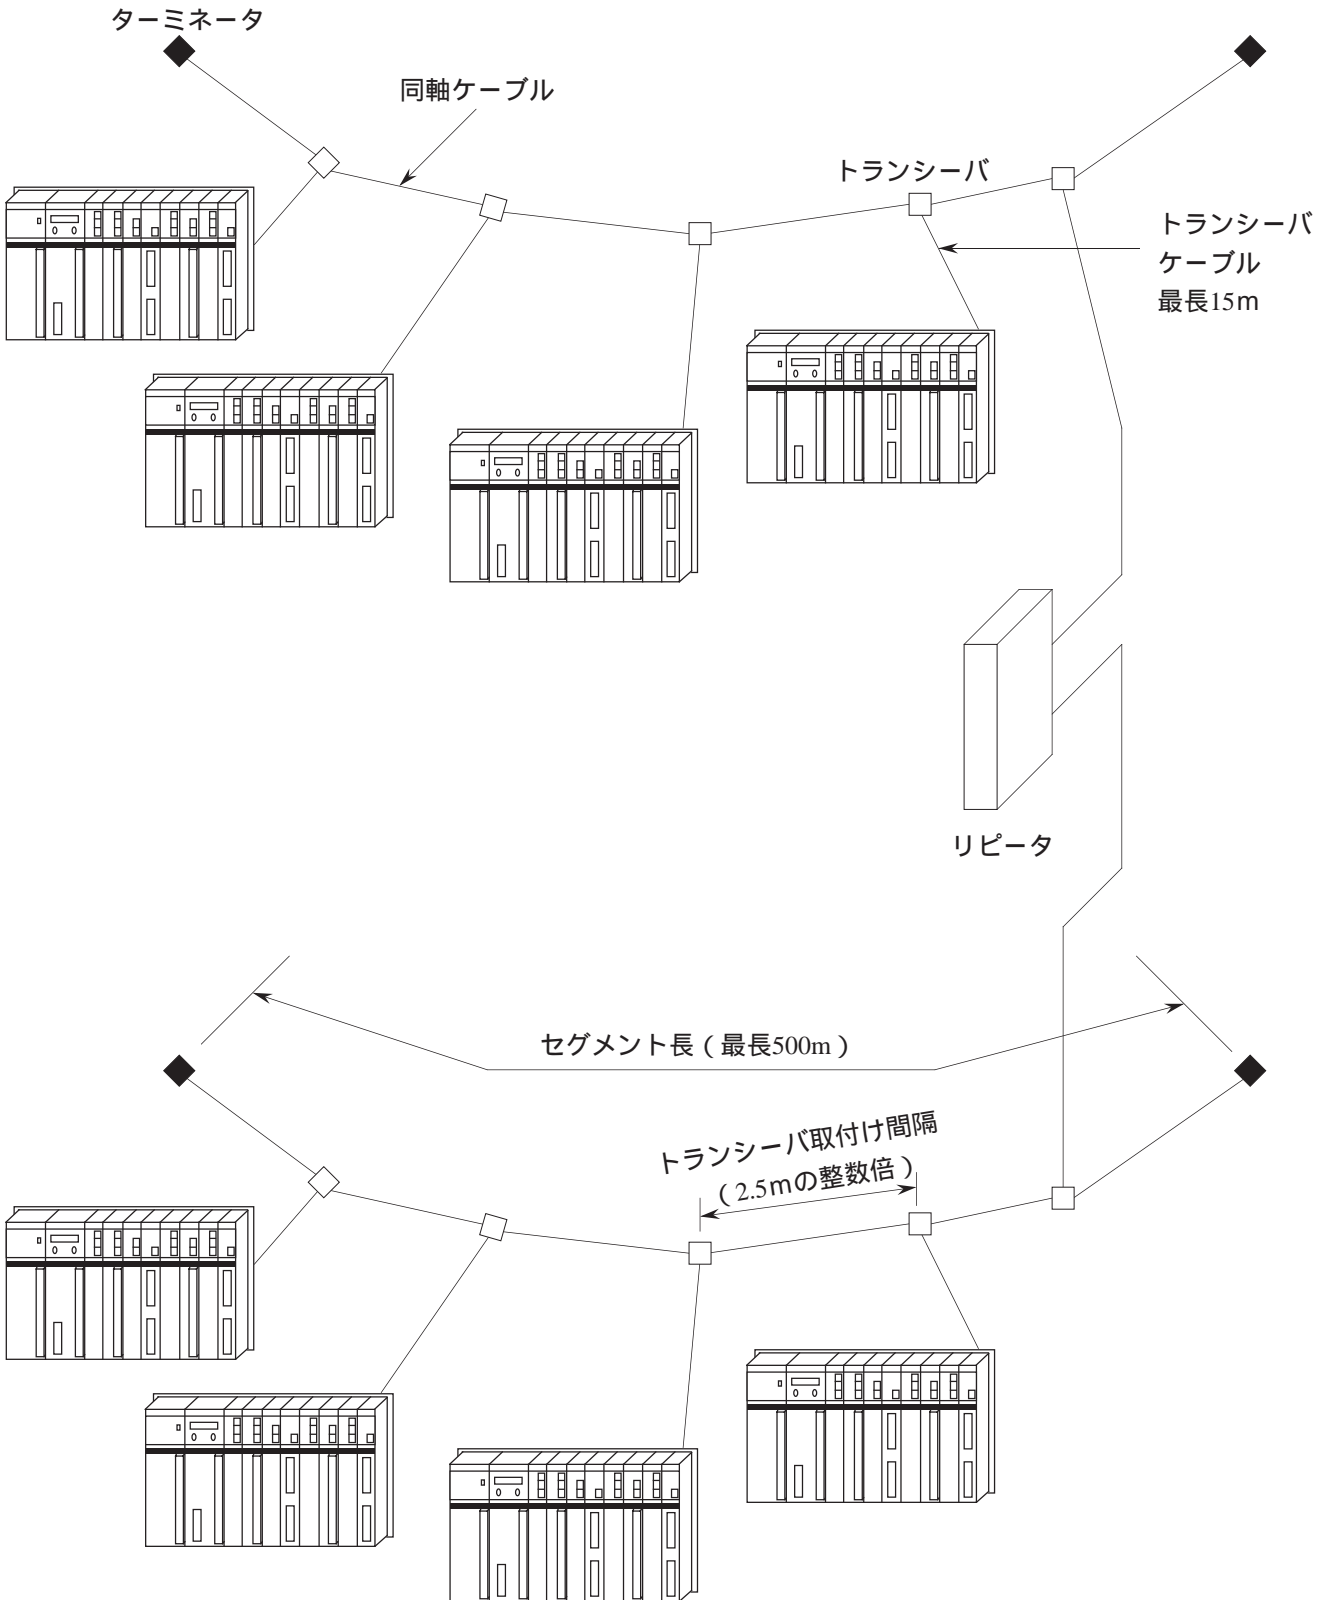 ターミネータ
同軸ケーブル
トランシーバ
トランシーバ
ケーブル
最長15m
リピータ
セグメント長(最長500m)
トランシーバ取付け間隔
(2.5mの整数倍)